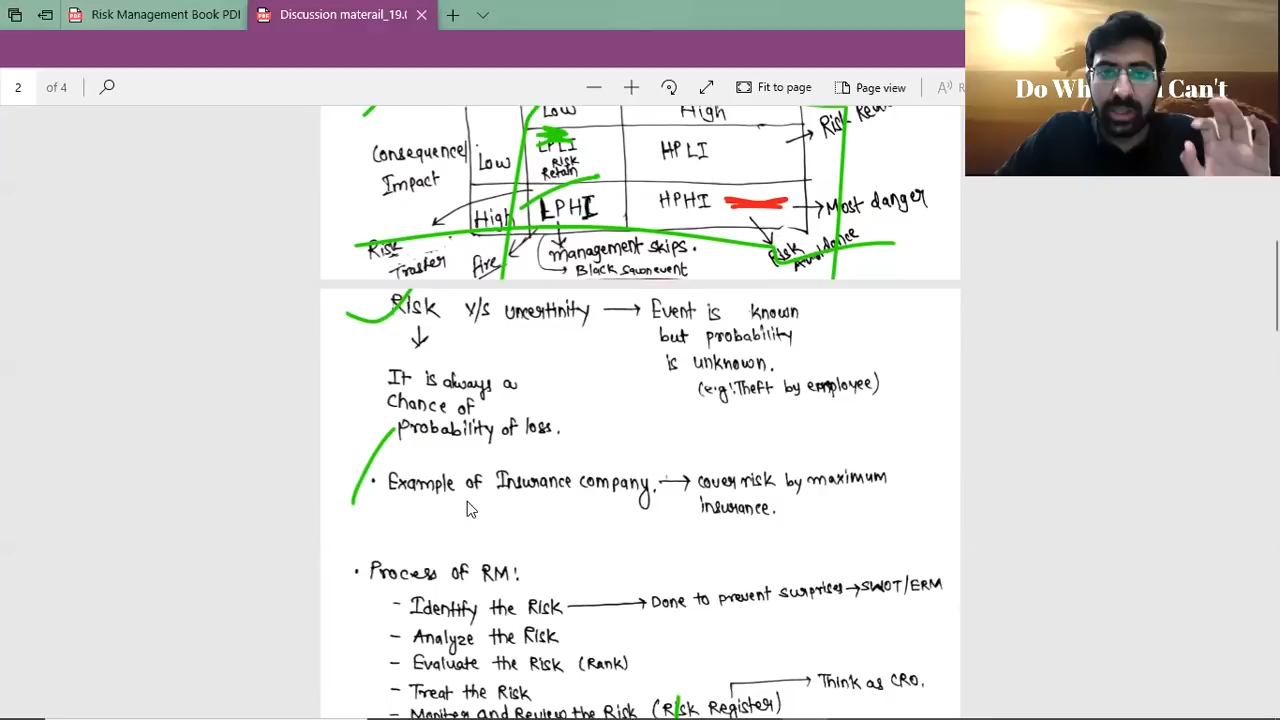 Risk Management Book PDF
Discussion materail_19.0
2 of 4
Fit to page
Page view
Do Wh Can't
Low High
Consequence
Impact
Low
LPLI
Risk
Retain
HPLI
Risk
High
LPHI
HPHI
Most danger
Risk
Transfer
fire
management skips.
Black swan event
Risk
Avoidance
Risk v/s uncertinity → Event is known
but probability
is unknown.
(e.g: Theft by employee)
It is always a
chance of
probability of loss.
• Example of Insurance company. → cover risk by maximum
insurance.
• Process of RM:
- Identify the Risk → Done to prevent surprises → SWOT/ERM
- Analyze the Risk
- Evaluate the Risk (Rank)
- Treat the Risk
→ Think as CRO.
- Moniter and Review the Risk (Risk Register)